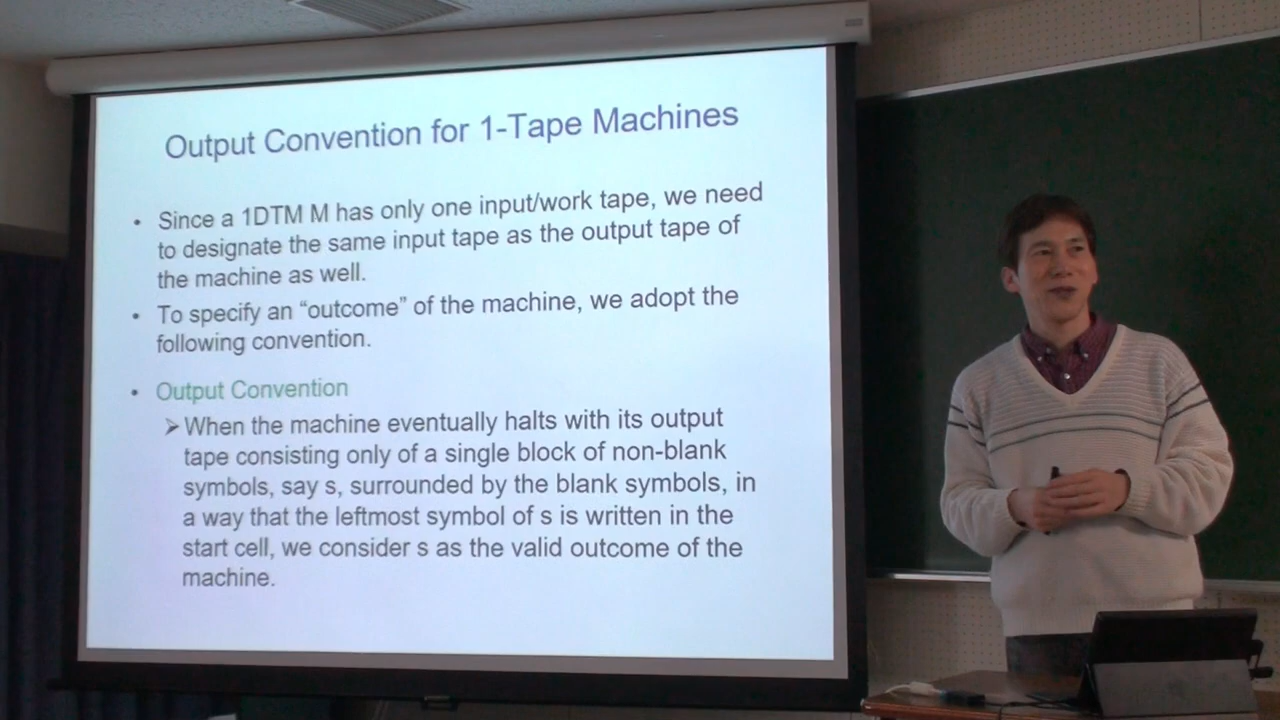 Output Convention for 1-Tape Machines
• Since a 1DTM M has only one input/work tape, we need
to designate the same input tape as the output tape of
the machine as well.
• To specify an “outcome” of the machine, we adopt the
following convention.
• Output Convention
➢ When the machine eventually halts with its output
tape consisting only of a single block of non-blank
symbols, say s, surrounded by the blank symbols, in
a way that the leftmost symbol of s is written in the
start cell, we consider s as the valid outcome of the
machine.